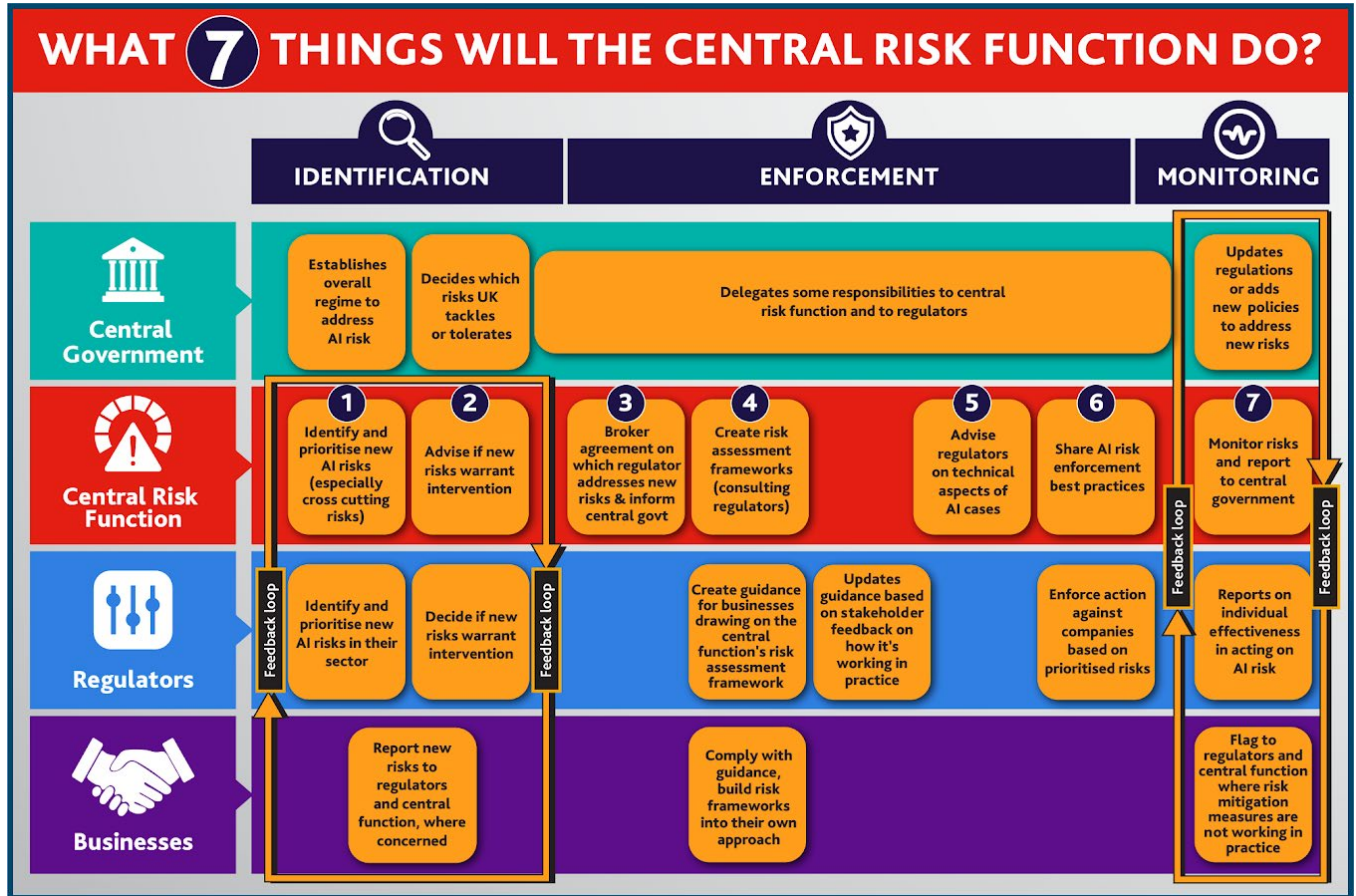 WHAT 7 THINGS WILL THE CENTRAL RISK FUNCTION DO?
IDENTIFICATION
ENFORCEMENT
MONITORING
Central
Government
Establishes
overall
regime to
address
AI risk
Decides which
risks UK
tackles
or tolerates
Delegates some responsibilities to central
risk function and to regulators
Updates
regulations
or adds
new policies
to address
new risks
Central Risk
Function
1
Identify and
prioritise new
AI risks
(especially
cross cutting
risks)
2
Advise if new
risks warrant
intervention
3
Broker
agreement on
which regulator
addresses new
risks & inform
central govt
4
Create risk
assessment
frameworks
(consulting
regulators)
5
Advise
regulators
on technical
aspects of
AI cases
6
Share AI risk
enforcement
best practices
7
Monitor risks
and report
to central
government
Feedback loop
Feedback loop
Regulators
Feedback loop
Identify and
prioritise new
AI risks in their
sector
Decide if new
risks warrant
intervention
Feedback loop
Create guidance
for businesses
drawing on the
central
function's risk
assessment
framework
Updates
guidance based
on stakeholder
feedback on
how it's
working in
practice
Enforce action
against
companies
based on
prioritised risks
Reports on
individual
effectiveness
in acting on
AI risk
Businesses
Report new
risks to
regulators
and central
function, where
concerned
Comply with
guidance,
build risk
frameworks
into their own
approach
Flag to
regulators and
central function
where risk
mitigation
measures are
not working in
practice